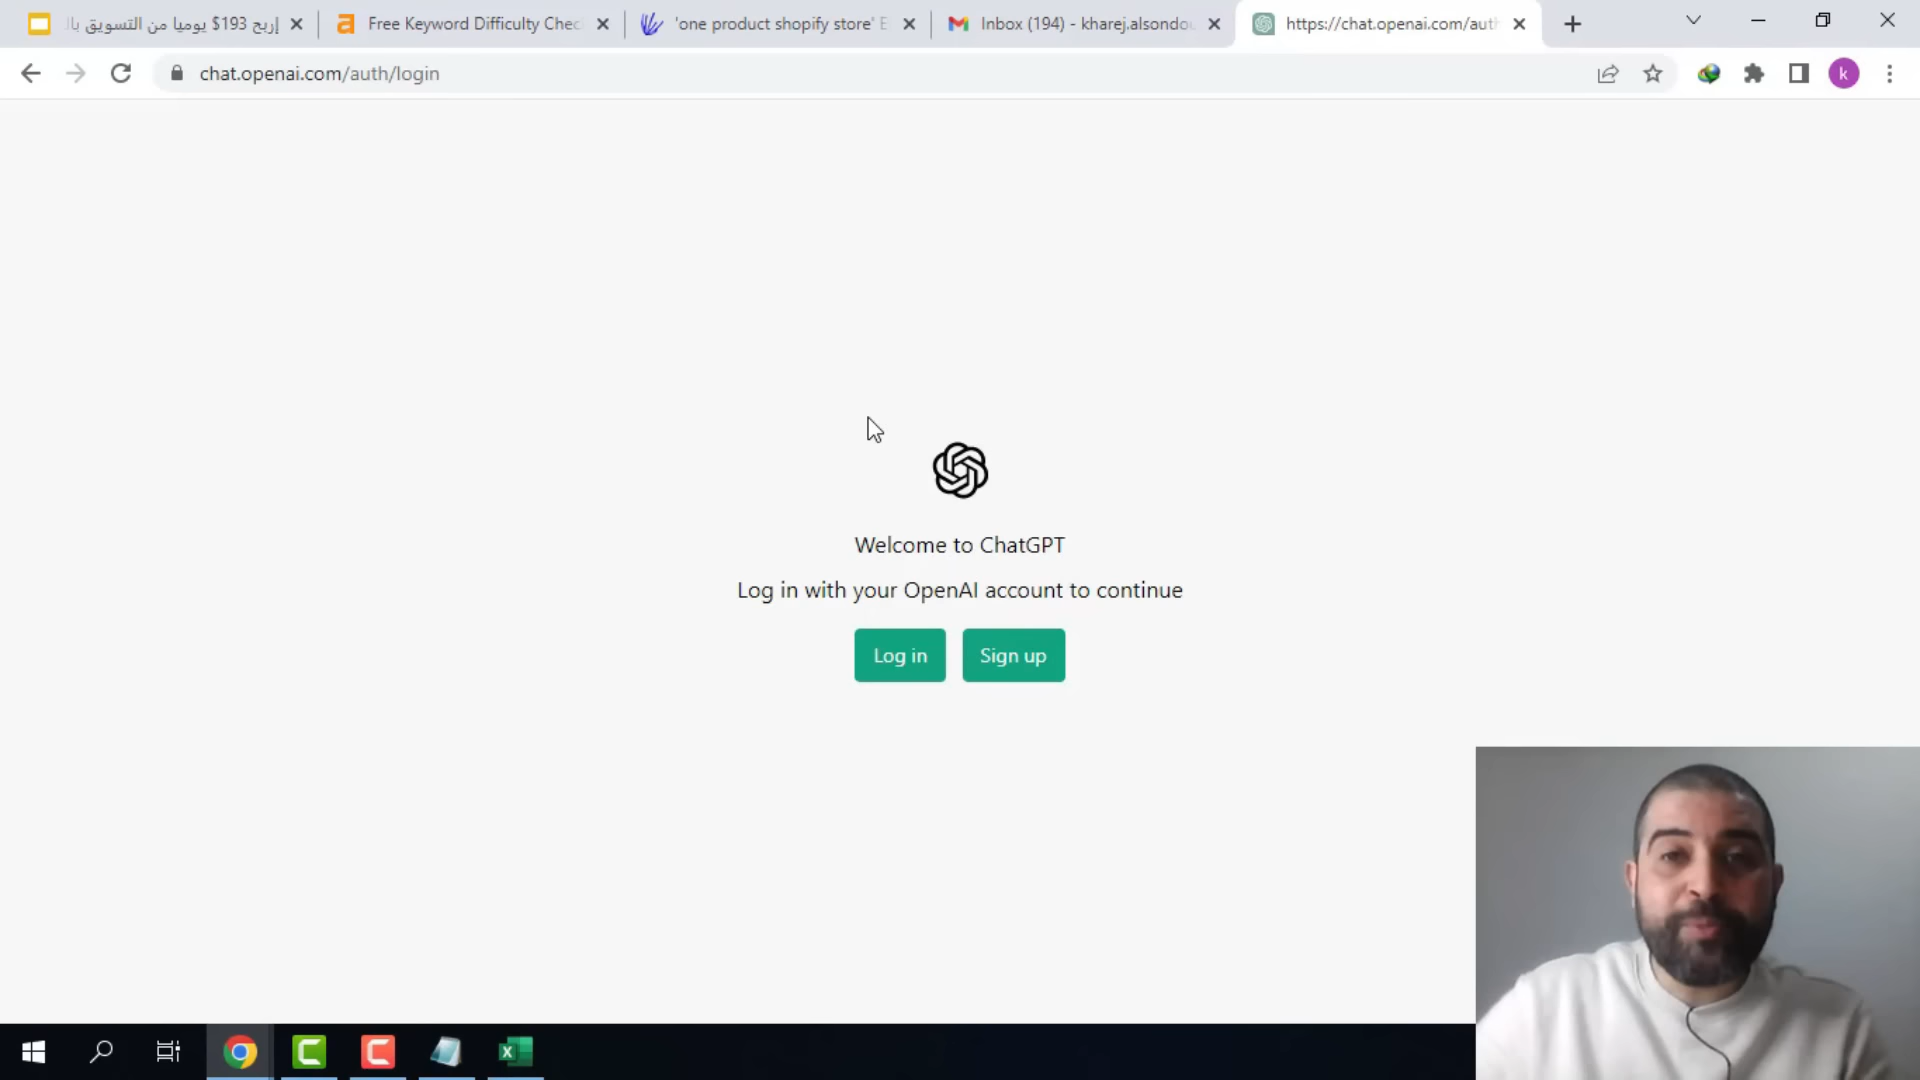 إربح 193$ يوميا من التسويق بال
Free Keyword Difficulty Chec
'one product shopify store' E
Inbox (194) - kharej.alsondou
https://chat.openai.com/auth
chat.openai.com/auth/login
k
Welcome to ChatGPT
Log in with your OpenAI account to continue
Log in
Sign up